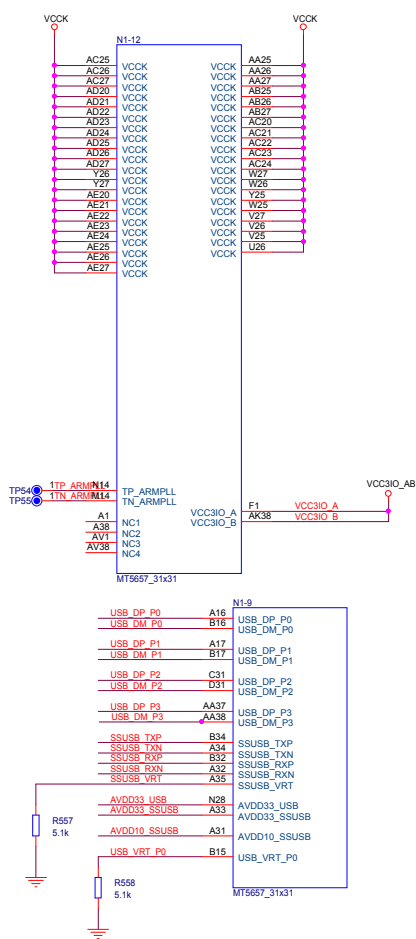 VCCK VCCK
N1-12
AC25 VCCK VCCK AA25
AC26 VCCK VCCK AA26
AC27 VCCK VCCK AA27
AD20 VCCK VCCK AB25
AD21 VCCK VCCK AB26
AD22 VCCK VCCK AB27
AD23 VCCK VCCK AC20
AD24 VCCK VCCK AC21
AD25 VCCK VCCK AC22
AD26 VCCK VCCK AC23
AD27 VCCK VCCK AC24
Y26 VCCK VCCK W27
Y27 VCCK VCCK W26
AE20 VCCK VCCK Y25
AE21 VCCK VCCK W25
AE22 VCCK VCCK V27
AE23 VCCK VCCK V26
AE24 VCCK VCCK V25
AE25 VCCK VCCK U26
AE26 VCCK
AE27 VCCK
VCC3IO_AB
TP54 1 TP_ARMPLL N14 TP_ARMPLL
TP55 1 TN_ARMPLL M14 TN_ARMPLL
VCC3IO_A F1 VCC3IO_A
VCC3IO_B AK38 VCC3IO_B
A1 NC1
A38 NC2
AV1 NC3
AV38 NC4
MT5657_31x31
N1-9
USB_DP_P0 A16 USB_DP_P0
USB_DM_P0 B16 USB_DM_P0
USB_DP_P1 A17 USB_DP_P1
USB_DM_P1 B17 USB_DM_P1
USB_DP_P2 C31 USB_DP_P2
USB_DM_P2 D31 USB_DM_P2
USB_DP_P3 AA37 USB_DP_P3
USB_DM_P3 AA38 USB_DM_P3
SSUSB_TXP B34 SSUSB_TXP
SSUSB_TXN A34 SSUSB_TXN
SSUSB_RXP B32 SSUSB_RXP
SSUSB_RXN A32 SSUSB_RXN
SSUSB_VRT A35 SSUSB_VRT
AVDD33_USB N28 AVDD33_USB
AVDD33_SSUSB A33 AVDD33_SSUSB
R557
5.1k
AVDD10_SSUSB A31 AVDD10_SSUSB
USB_VRT_P0 B15 USB_VRT_P0
R558
5.1k
MT5657_31x31